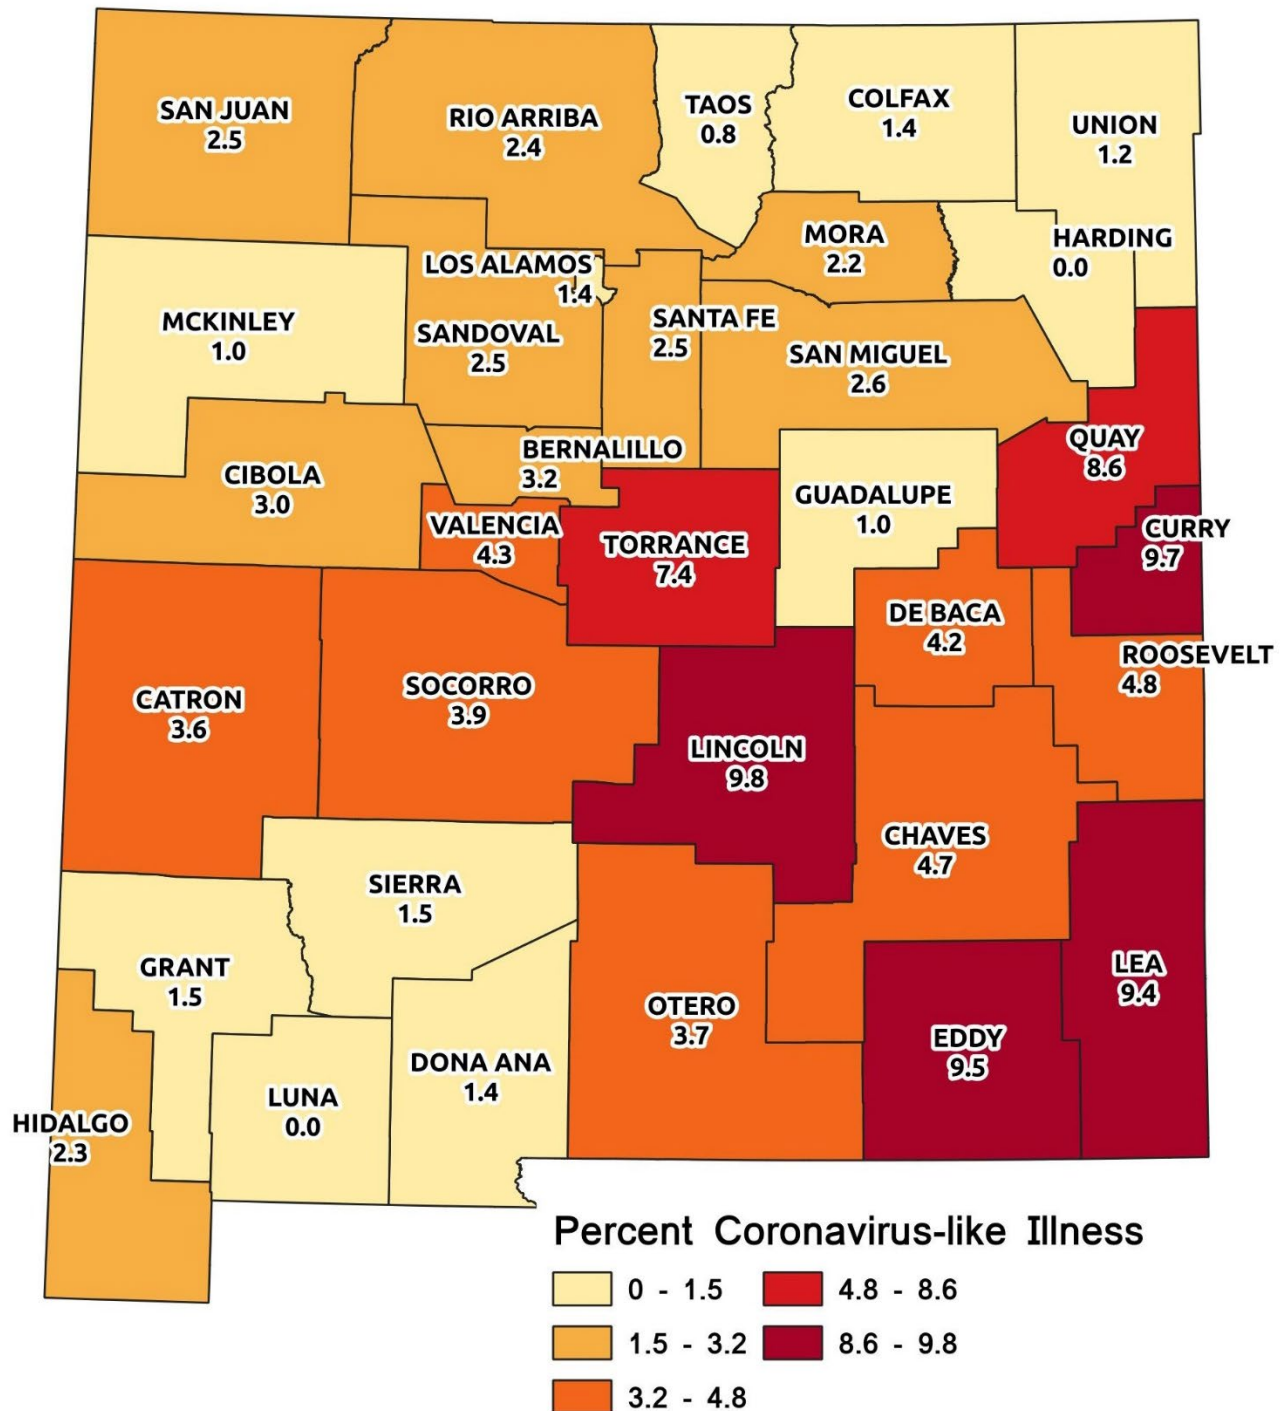 SAN JUAN
2.5
RIO ARRIBA
2.4
TAOS
0.8
COLFAX
1.4
UNION
1.2
MORA
2.2
HARDING
0.0
LOS ALAMOS
1.4
MCKINLEY
1.0
SANDOVAL
2.5
SANTA FE
2.5
SAN MIGUEL
2.6
QUAY
8.6
CIBOLA
3.0
BERNALILLO
3.2
GUADALUPE
1.0
VALENCIA
4.3
TORRANCE
7.4
CURRY
9.7
DE BACA
4.2
ROOSEVELT
4.8
CATRON
3.6
SOCORRO
3.9
LINCOLN
9.8
CHAVES
4.7
SIERRA
1.5
GRANT
1.5
LEA
9.4
OTERO
3.7
EDDY
9.5
DONA ANA
1.4
LUNA
0.0
HIDALGO
2.3
Percent Coronavirus-like Illness
0 - 1.5
1.5 - 3.2
3.2 - 4.8
4.8 - 8.6
8.6 - 9.8